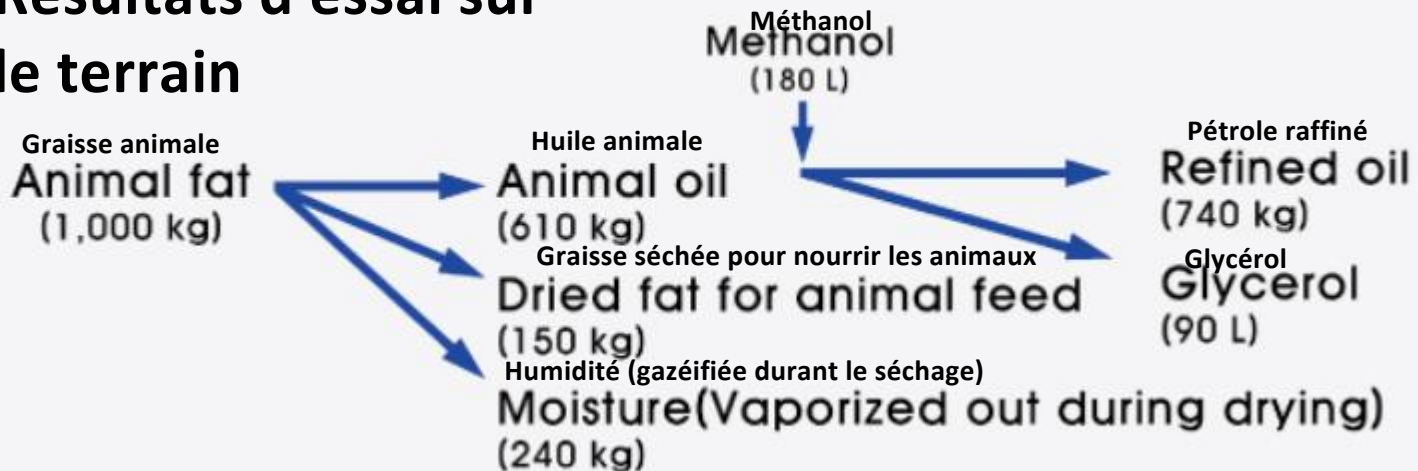 Résultats d'essai sur
le terrain
Méthanol
Methanol
(180 L)
Graisse animale
Animal fat
(1,000 kg)
Huile animale
Animal oil
(610 kg)
Graisse séchée pour nourrir les animaux
Dried fat for animal feed
(150 kg)
Humidité (gazéifiée durant le séchage)
Moisture(Vaporized out during drying)
(240 kg)
Pétrole raffiné
Refined oil
(740 kg)
Glycérol
Glycerol
(90 L)